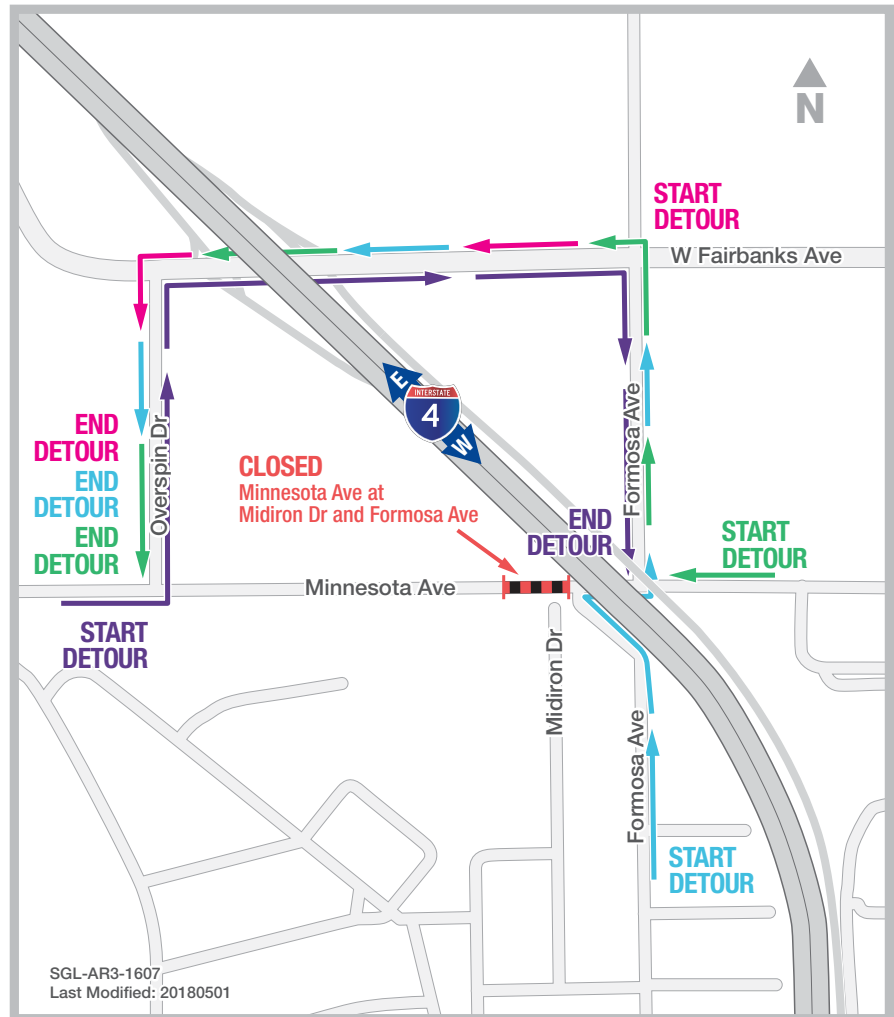 N
START
DETOUR
W Fairbanks Ave
E
INTERSTATE
4
W
END
DETOUR
END
DETOUR
END
DETOUR
Overspin Dr
CLOSED
Minnesota Ave at
Midiron Dr and Formosa Ave
Formosa Ave
END
DETOUR
START
DETOUR
Minnesota Ave
START
DETOUR
Midiron Dr
Formosa Ave
START
DETOUR
SGL-AR3-1607
Last Modified: 20180501